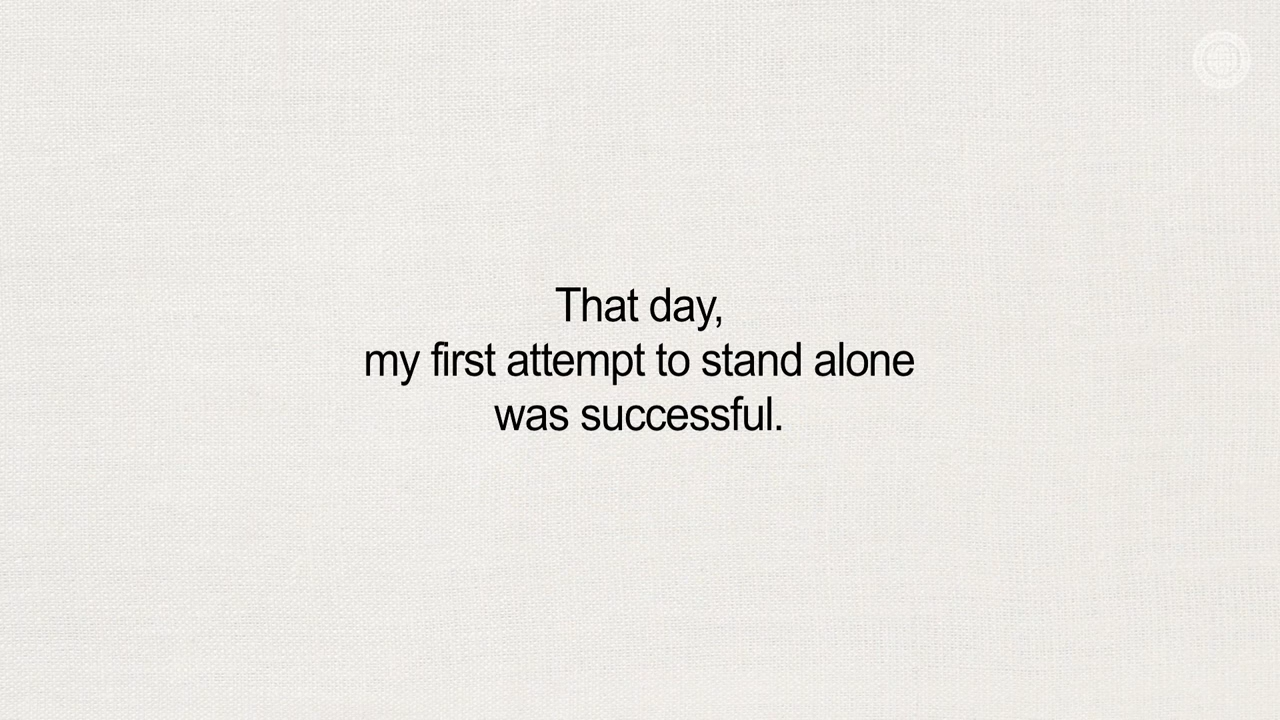 That day,
my first attempt to stand alone
was successful.